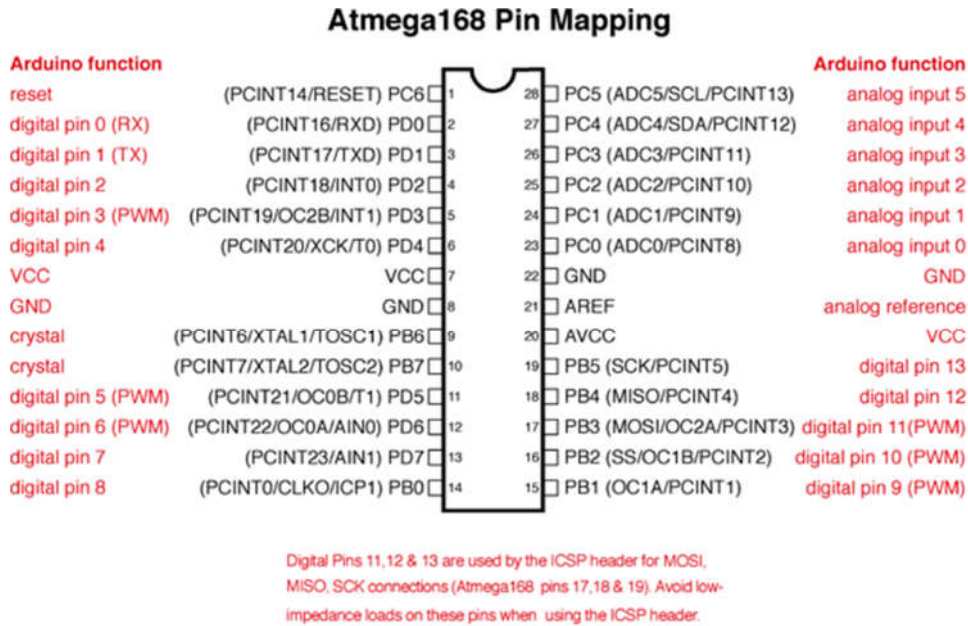 Atmega168 Pin Mapping
Arduino function Arduino function
reset (PCINT14/RESET) PC6 1 28 PC5 (ADC5/SCL/PCINT13) analog input 5
digital pin 0 (RX) (PCINT16/RXD) PD0 2 27 PC4 (ADC4/SDA/PCINT12) analog input 4
digital pin 1 (TX) (PCINT17/TXD) PD1 3 26 PC3 (ADC3/PCINT11) analog input 3
digital pin 2 (PCINT18/INT0) PD2 4 25 PC2 (ADC2/PCINT10) analog input 2
digital pin 3 (PWM) (PCINT19/OC2B/INT1) PD3 5 24 PC1 (ADC1/PCINT9) analog input 1
digital pin 4 (PCINT20/XCK/T0) PD4 6 23 PC0 (ADC0/PCINT8) analog input 0
VCC VCC 7 22 GND GND
GND GND 8 21 AREF analog reference
crystal (PCINT6/XTAL1/TOSC1) PB6 9 20 AVCC VCC
crystal (PCINT7/XTAL2/TOSC2) PB7 10 19 PB5 (SCK/PCINT5) digital pin 13
digital pin 5 (PWM) (PCINT21/OC0B/T1) PD5 11 18 PB4 (MISO/PCINT4) digital pin 12
digital pin 6 (PWM) (PCINT22/OC0A/AIN0) PD6 12 17 PB3 (MOSI/OC2A/PCINT3) digital pin 11(PWM)
digital pin 7 (PCINT23/AIN1) PD7 13 16 PB2 (SS/OC1B/PCINT2) digital pin 10 (PWM)
digital pin 8 (PCINT0/CLKO/ICP1) PB0 14 15 PB1 (OC1A/PCINT1) digital pin 9 (PWM)
Digital Pins 11,12 & 13 are used by the ICSP header for MOSI,
MISO, SCK connections (Atmega168 pins 17,18 & 19). Avoid low-
impedance loads on these pins when using the ICSP header.